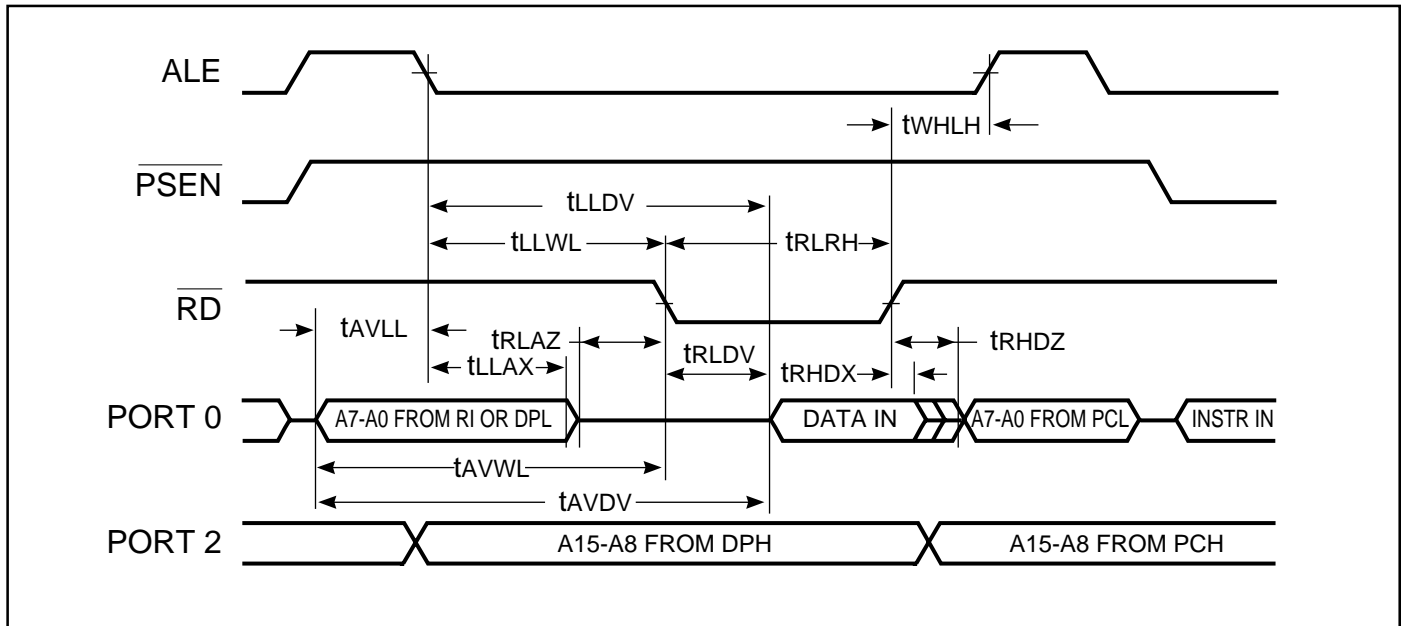 ALE
tWHLH
PSEN
tLLDV
tLLWL
tRLRH
RD
tAVLL
tRLAZ
tRLDV
tRHDZ
tLLAX
tRHDX
PORT 0
A7-A0 FROM RI OR DPL
DATA IN
A7-A0 FROM PCL
INSTR IN
tAVWL
tAVDV
PORT 2
A15-A8 FROM DPH
A15-A8 FROM PCH